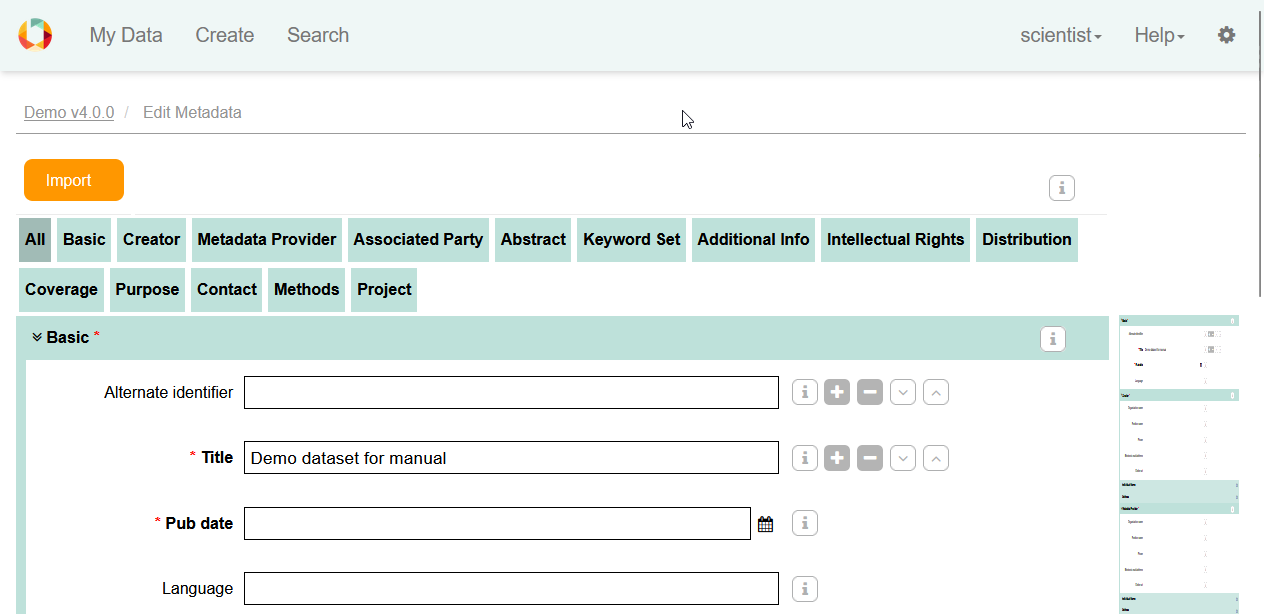 My Data Create Search scientist Help
Demo v4.0.0 / Edit Metadata
Import
All Basic Creator Metadata Provider Associated Party Abstract Keyword Set Additional Info Intellectual Rights Distribution
Coverage Purpose Contact Methods Project
Basic *
Alternate identifier
* Title Demo dataset for manual
* Pub date
Language